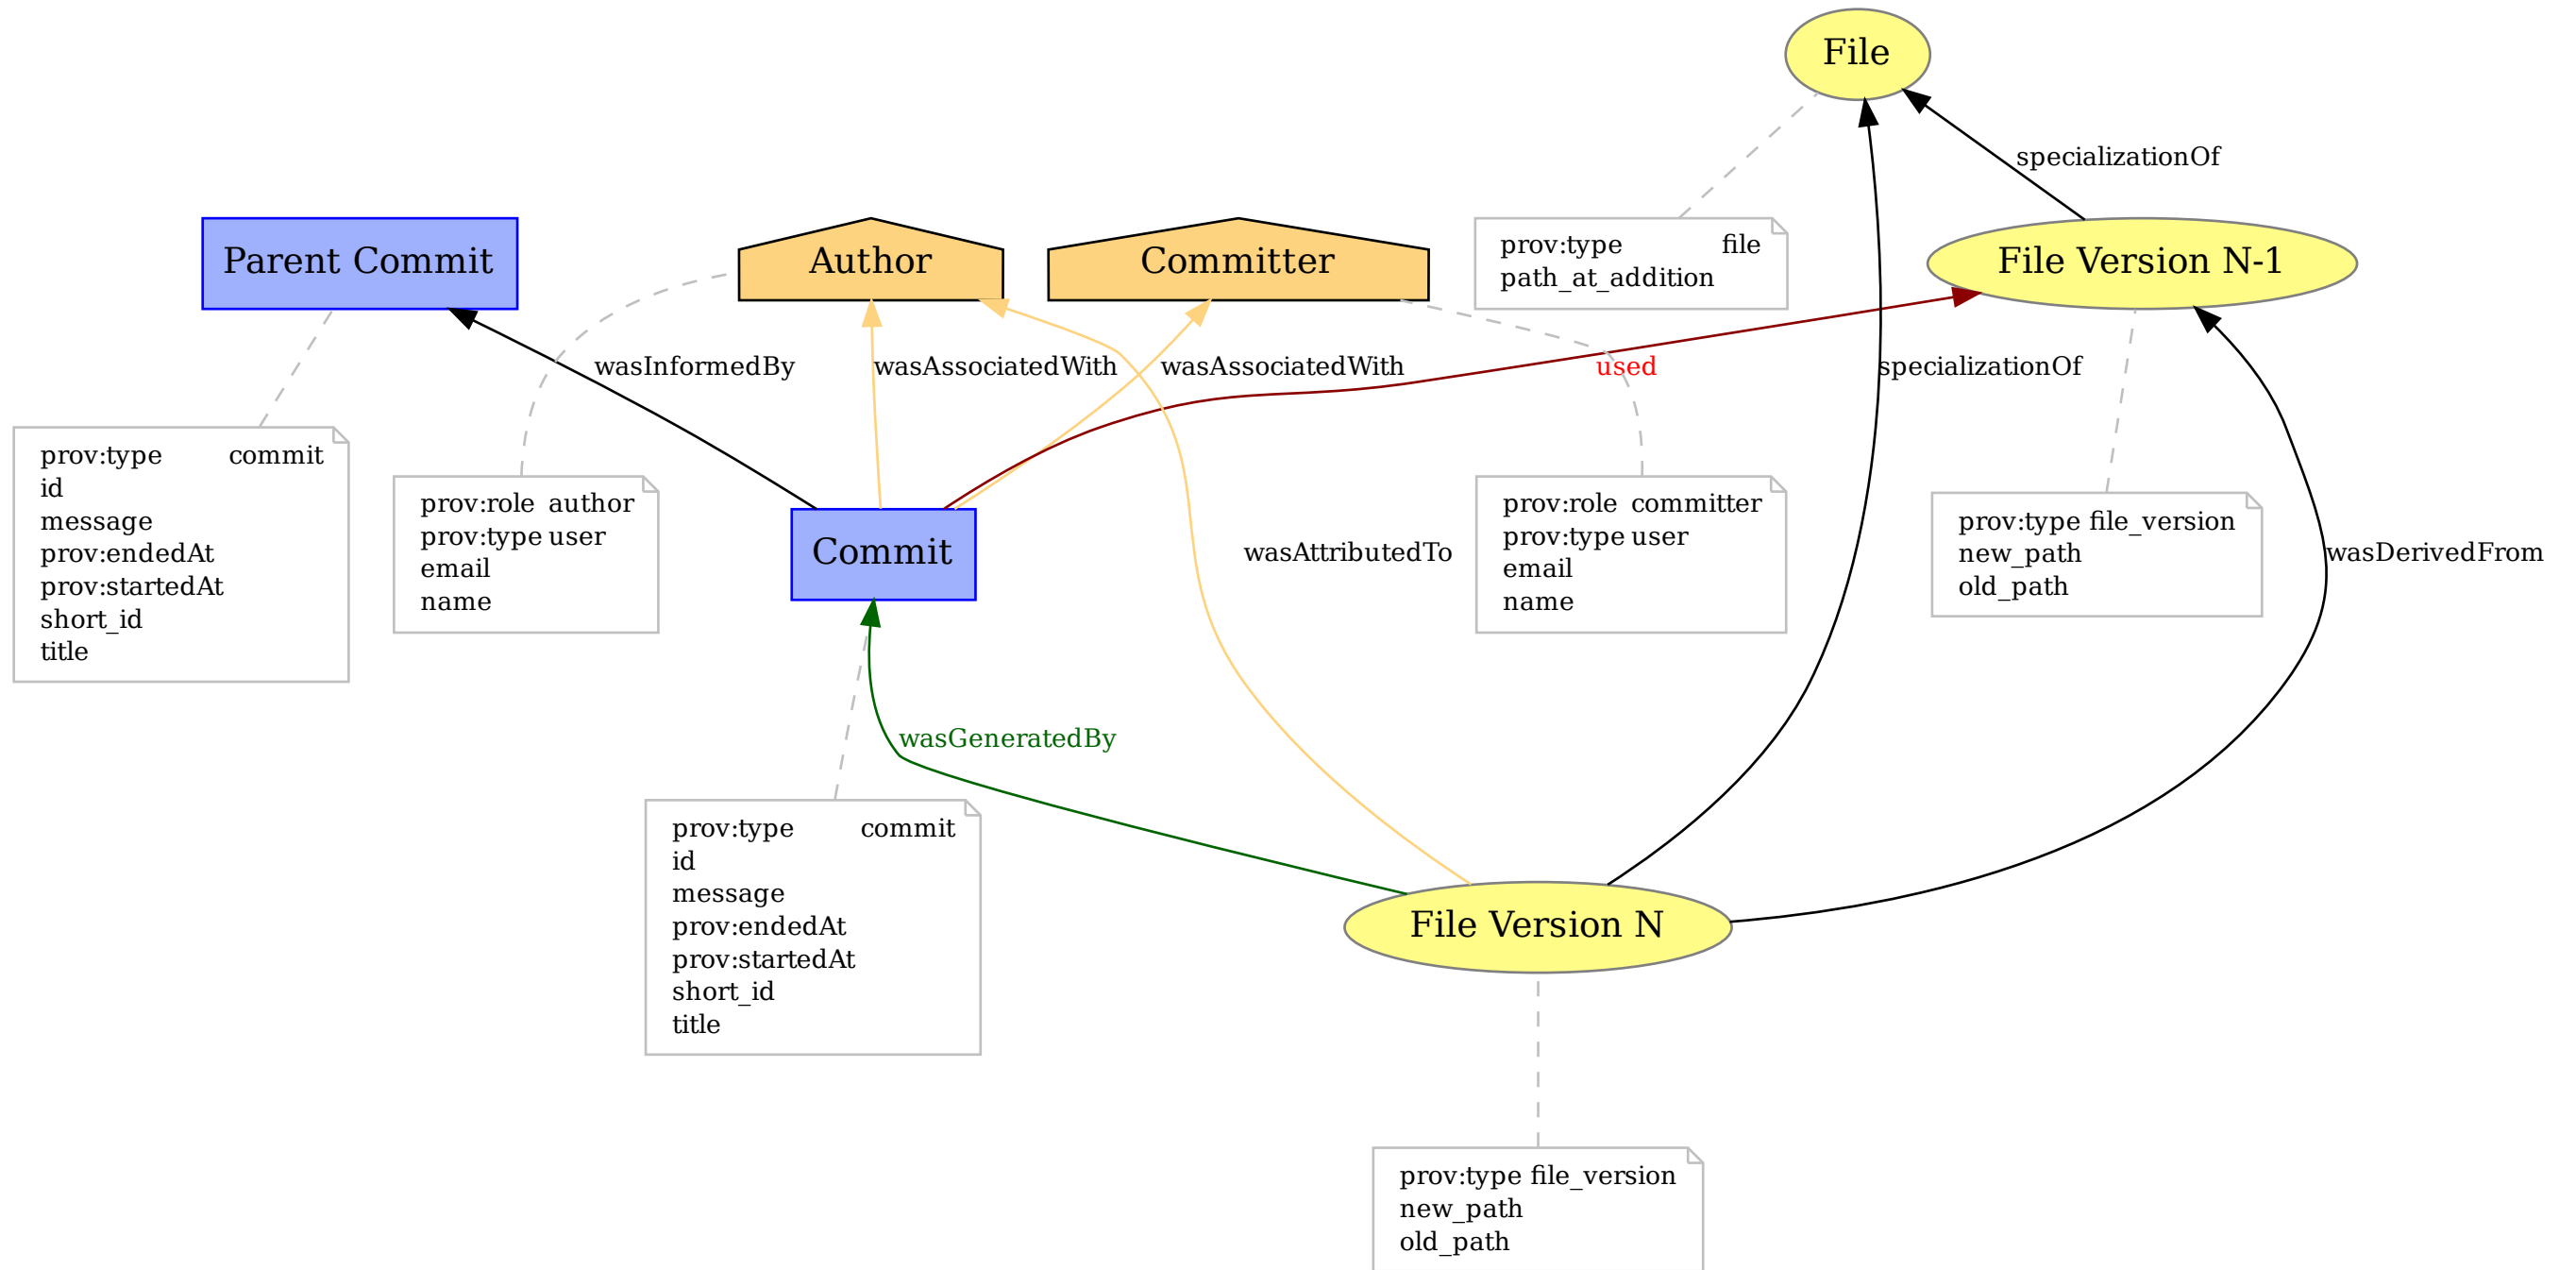 File
specializationOf
Parent Commit
Author
Committer
prov:type file
path_at_addition
File Version N-1
wasInformedBy
wasAssociatedWith
wasAssociatedWith
used
specializationOf
prov:type commit
id
message
prov:endedAt
prov:startedAt
short_id
title
prov:role author
prov:type user
email
name
Commit
wasAttributedTo
prov:role committer
prov:type user
email
name
prov:type file_version
new_path
old_path
wasDerivedFrom
wasGeneratedBy
prov:type commit
id
message
prov:endedAt
prov:startedAt
short_id
title
File Version N
prov:type file_version
new_path
old_path